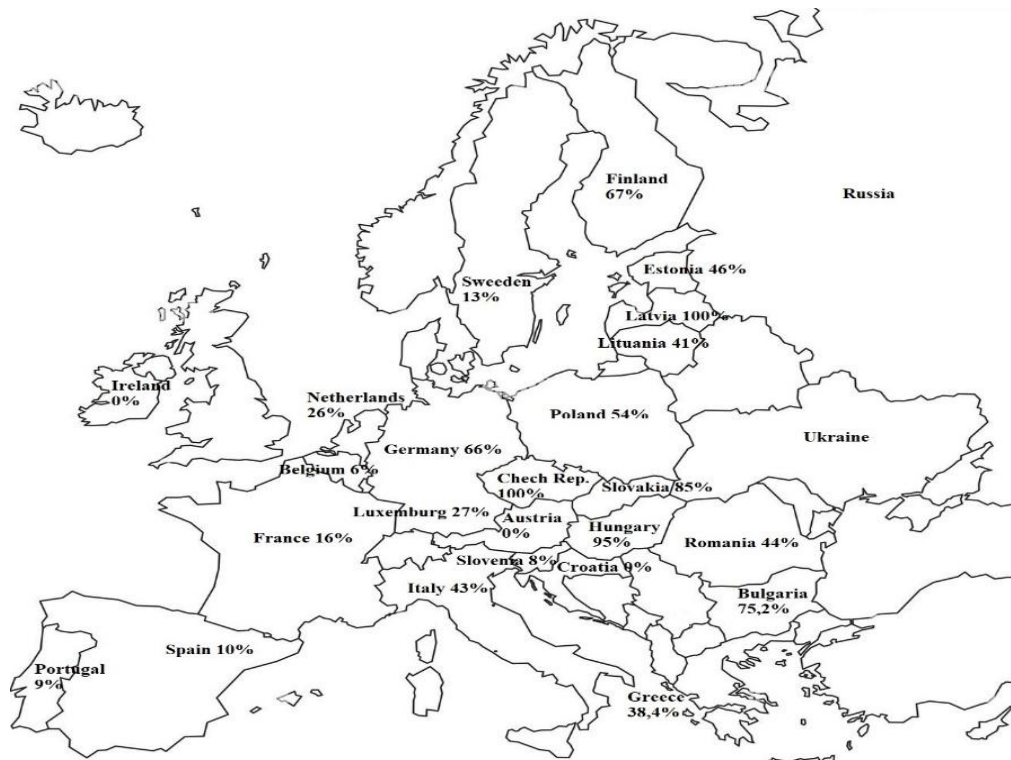 Finland
67%
Russia
Estonia 46%
Sweeden
13%
Latvia 100%
Lituania 41%
Ireland
0%
Netherlands
26%
Poland 54%
Ukraine
Germany 66%
Belgium 6%
Chech Rep.
100%
Slovakia 85%
Luxemburg 27%
Austria
0%
France 16%
Hungary
95%
Romania 44%
Slovenia 8%
Croatia 0%
Italy 43%
Bulgaria
75,2%
Spain 10%
Portugal
9%
Greece
38,4%